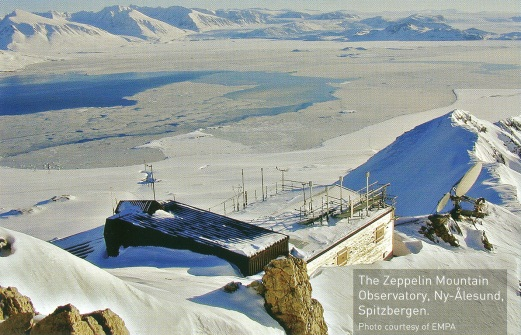 The Zeppelin Mountain
Observatory, Ny-Ålesund,
Spitzbergen.
Photo courtesy of EMPA